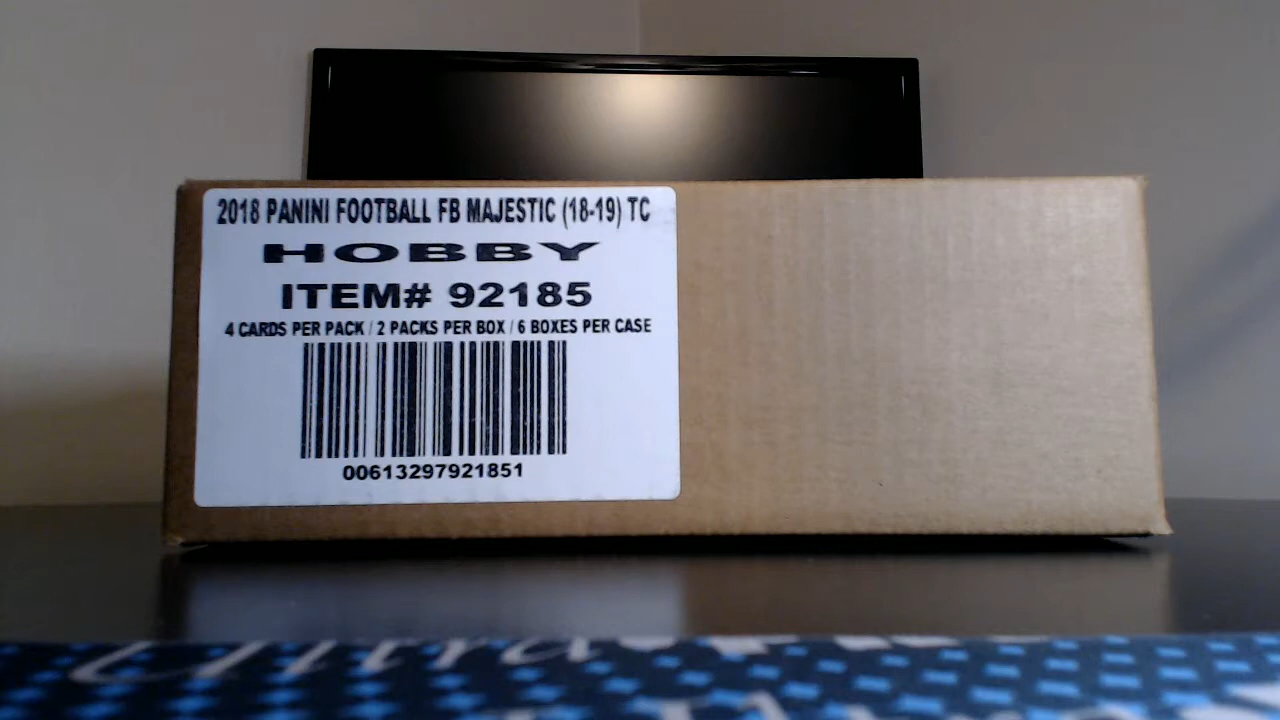 2018 PANINI FOOTBALL FB MAJESTIC (18-19) TC
HOBBY
ITEM# 92185
4 CARDS PER PACK / 2 PACKS PER BOX / 6 BOXES PER CASE
00613297921851
Ultra